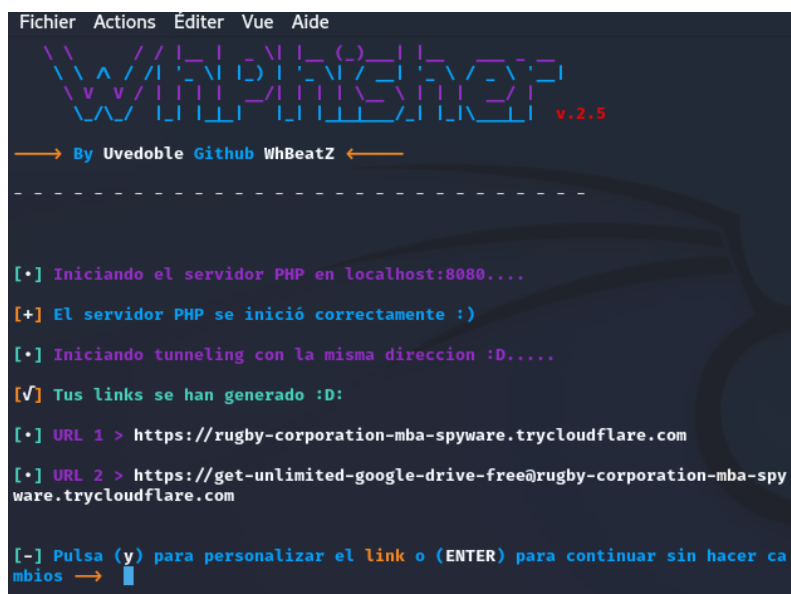 Fichier Actions Éditer Vue Aide
WhPhisher
v.2.5
───> By Uvedoble Github WhBeatZ <───
- - - - - - - - - - - - - - - - - - - - - - - - - - - - -
[•] Iniciando el servidor PHP en localhost:8080....
[+] El servidor PHP se inició correctamente :)
[•] Iniciando tunneling con la misma direccion :D.....
[√] Tus links se han generado :D:
[•] URL 1 > https://rugby-corporation-mba-spyware.trycloudflare.com
[•] URL 2 > https://get-unlimited-google-drive-free@rugby-corporation-mba-spy
ware.trycloudflare.com
[-] Pulsa (y) para personalizar el link o (ENTER) para continuar sin hacer ca
mbios ──>